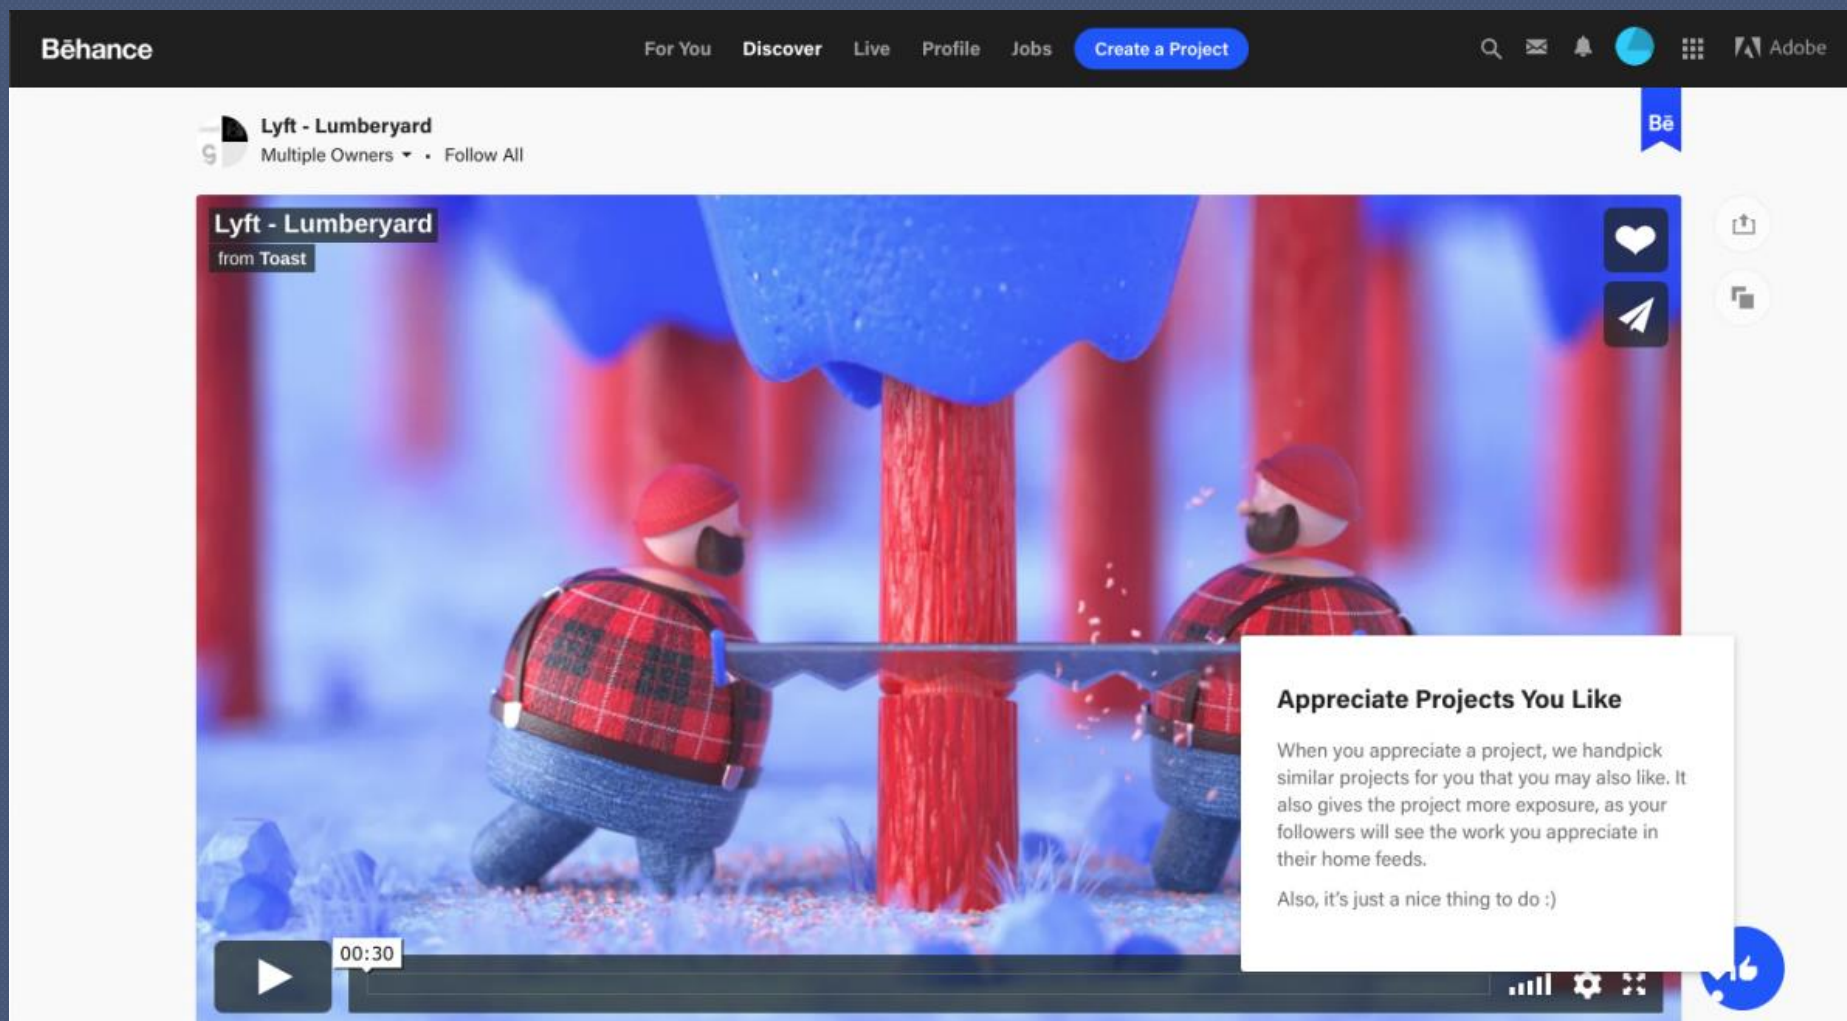 Bēhance
For You Discover Live Profile Jobs Create a Project
Adobe
Lyft - Lumberyard
Multiple Owners • Follow All
Bē
Lyft - Lumberyard
from Toast
Appreciate Projects You Like
When you appreciate a project, we handpick
similar projects for you that you may also like. It
also gives the project more exposure, as your
followers will see the work you appreciate in
their home feeds.
Also, it's just a nice thing to do :)
00:30